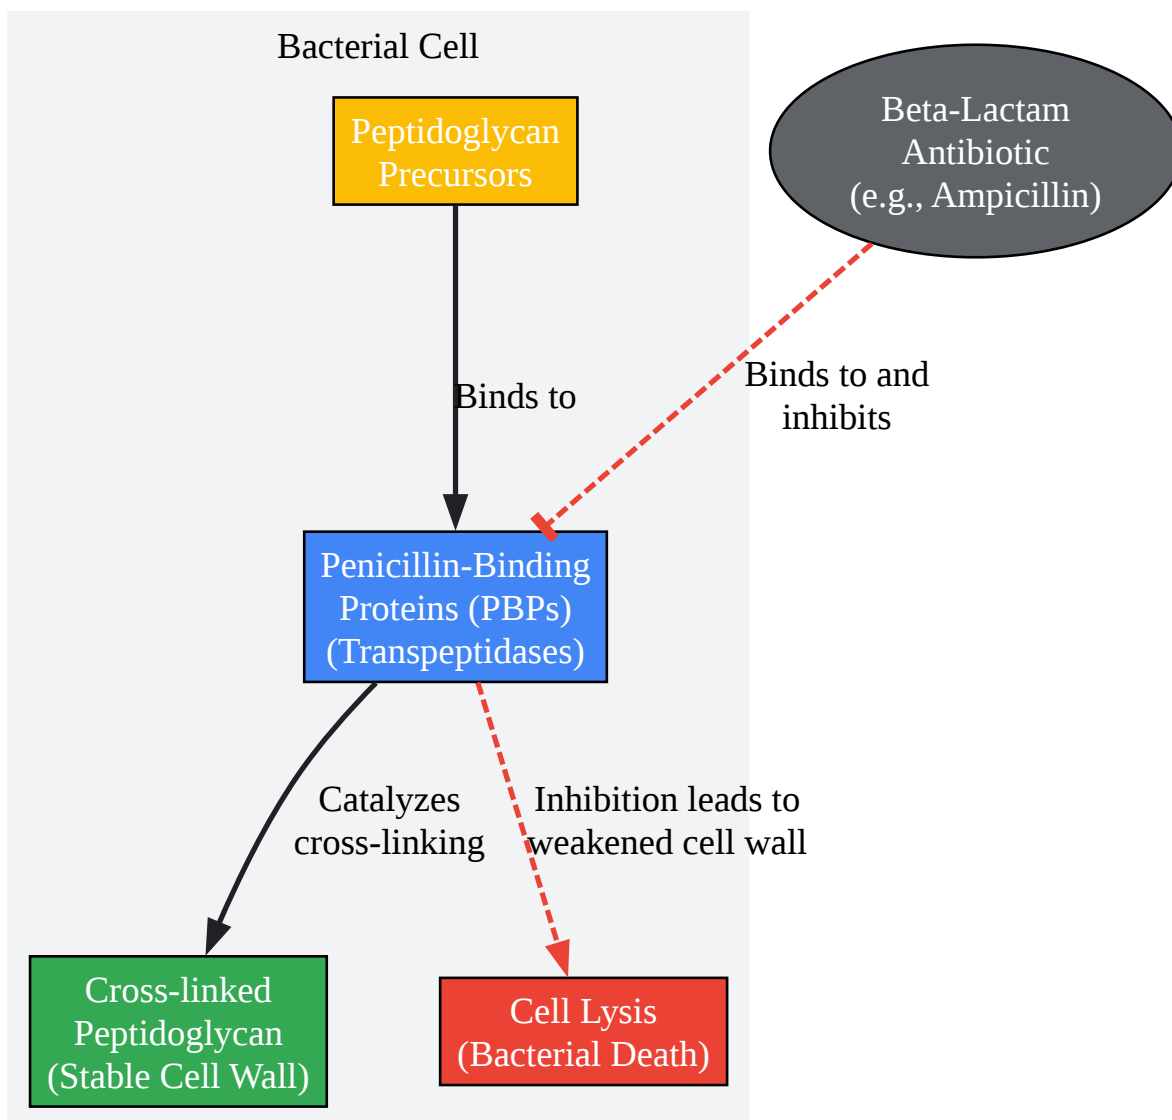 Bacterial Cell
Peptidoglycan
Precursors
Beta-Lactam
Antibiotic
(e.g., Ampicillin)
Binds to
Binds to and
inhibits
Penicillin-Binding
Proteins (PBPs)
(Transpeptidases)
Catalyzes
cross-linking
Inhibition leads to
weakened cell wall
Cross-linked
Peptidoglycan
(Stable Cell Wall)
Cell Lysis
(Bacterial Death)